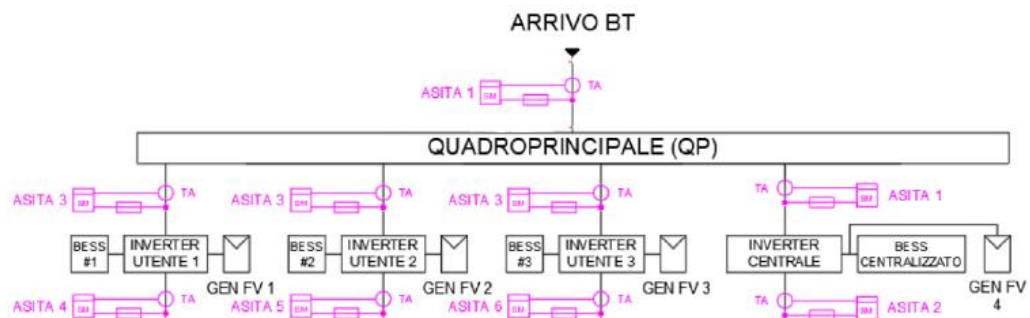 ARRIVO BT
ASITA 1 SM TA
QUADROPRINCIPALE (QP)
ASITA 3 SM TA
ASITA 3 SM TA
ASITA 3 SM TA
TA SM ASITA 1
BESS #1
INVERTER UTENTE 1
GEN FV 1
BESS #2
INVERTER UTENTE 2
GEN FV 2
BESS #3
INVERTER UTENTE 3
GEN FV 3
INVERTER CENTRALE
BESS CENTRALIZZATO
GEN FV 4
ASITA 4 SM TA
ASITA 5 SM TA
ASITA 6 SM TA
TA SM ASITA 2